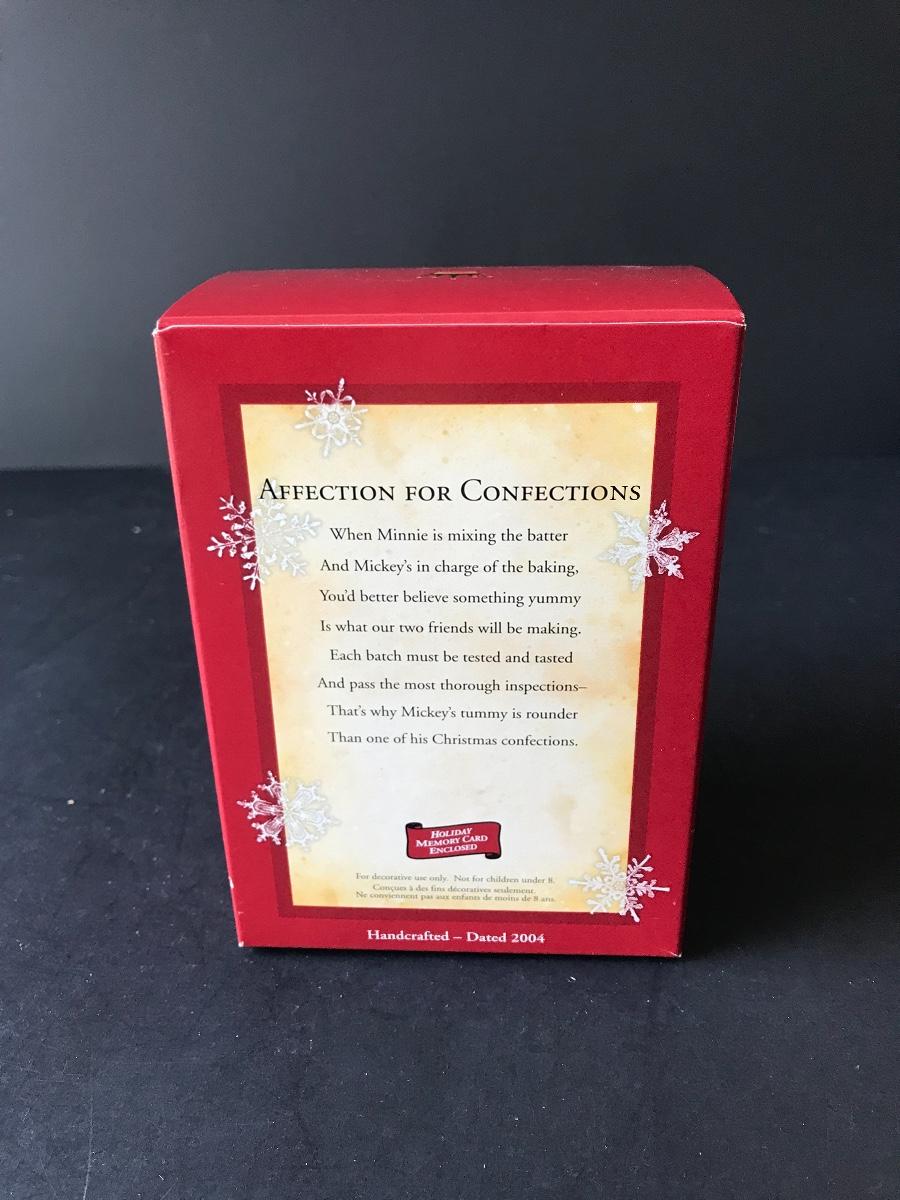 AFFECTION FOR CONFECTIONS
When Minnie is mixing the batter
And Mickey's in charge of the baking,
You'd better believe something yummy
Is what our two friends will be making.
Each batch must be tested and tasted
And pass the most thorough inspections–
That's why Mickey's tummy is rounder
Than one of his Christmas confections.
HOLIDAY
MEMORY CARD
ENCLOSED
For decorative use only. Not for children under 8.
Conçues à des fins décoratives seulement.
Ne conviennent pas aux enfants de moins de 8 ans.
Handcrafted – Dated 2004